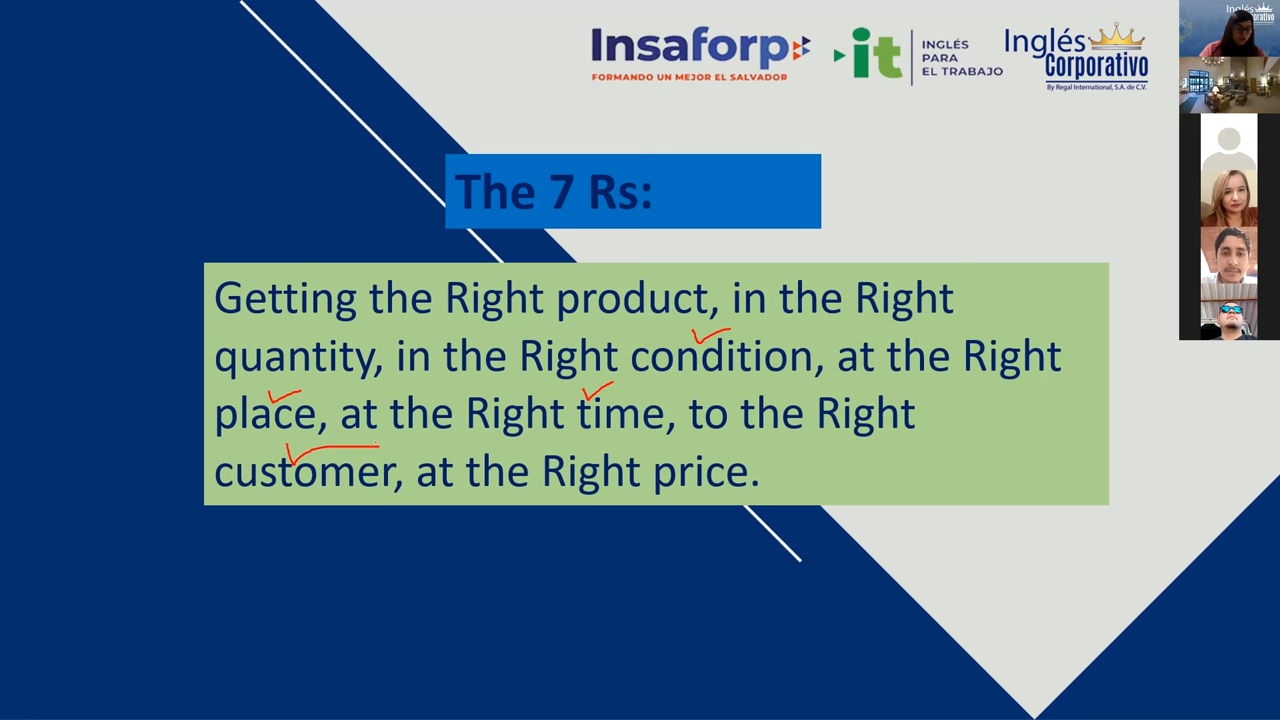 Insaforp
FORMANDO UN MEJOR EL SALVADOR
it
INGLÉS
PARA
EL TRABAJO
Inglés
Corporativo
By Regal International, S.A. de C.V.
Inglés
The 7 Rs:
Getting the Right product, in the Right
quantity, in the Right condition, at the Right
place, at the Right time, to the Right
customer, at the Right price.